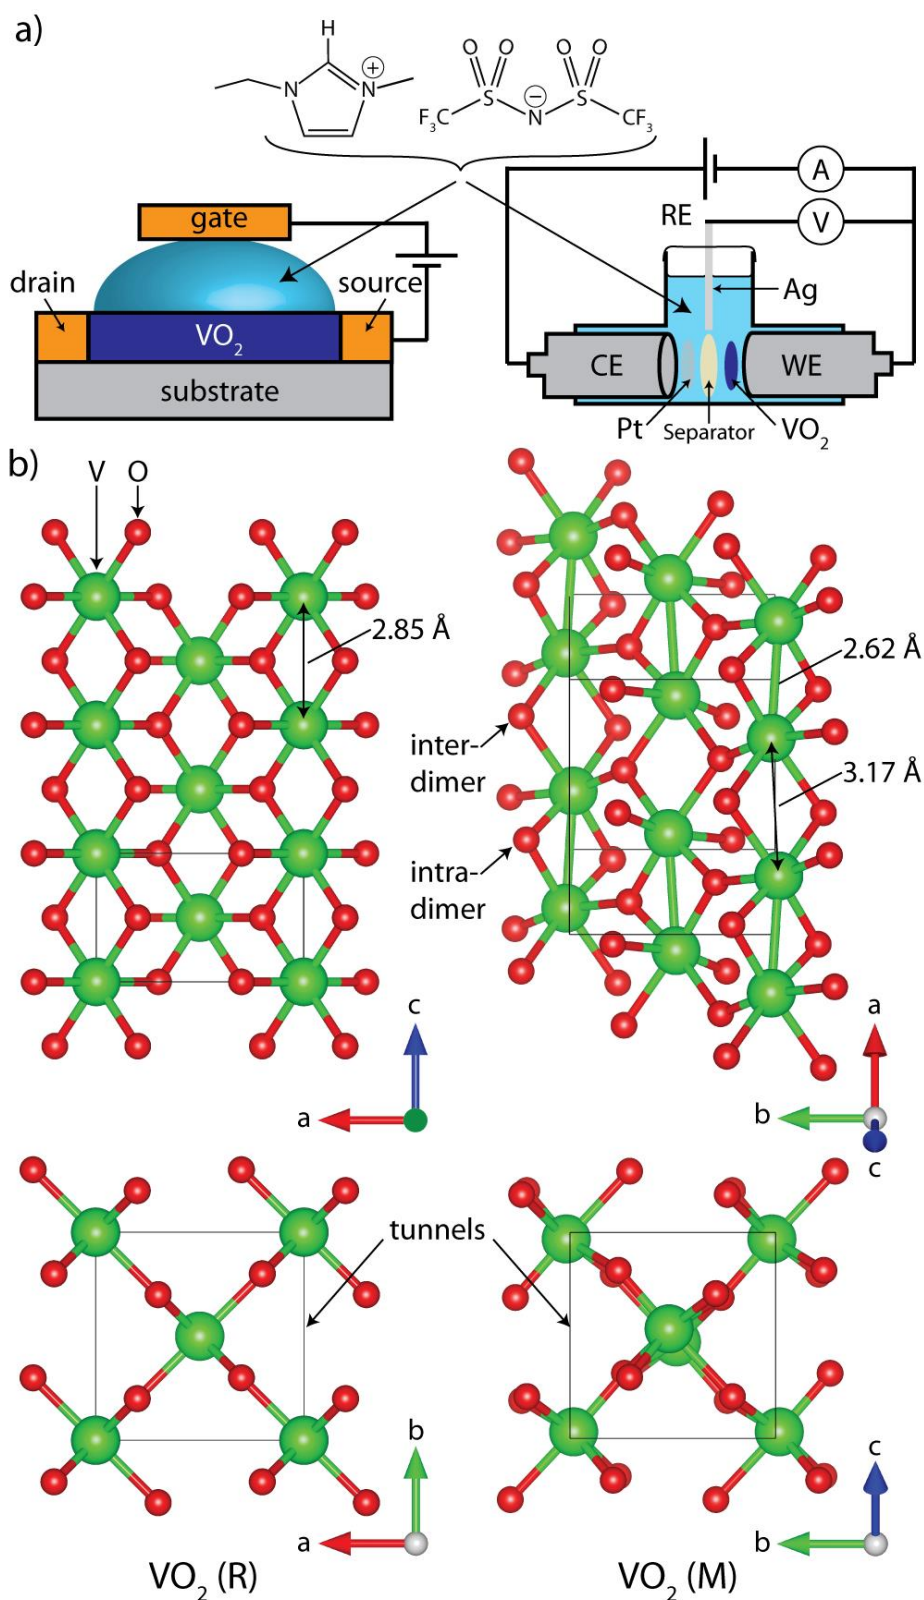 a)
H
N
⊕
N
O
O
O
O
S
⊖
S
F3C
N
CF3
A
RE
V
gate
drain
source
Ag
VO2
CE
WE
substrate
Pt
Separator
VO2
b)
V
O
2.85 Å
2.62 Å
inter-
dimer
3.17 Å
intra-
dimer
c
a
a
b
c
tunnels
b
c
a
b
VO2 (R)
VO2 (M)